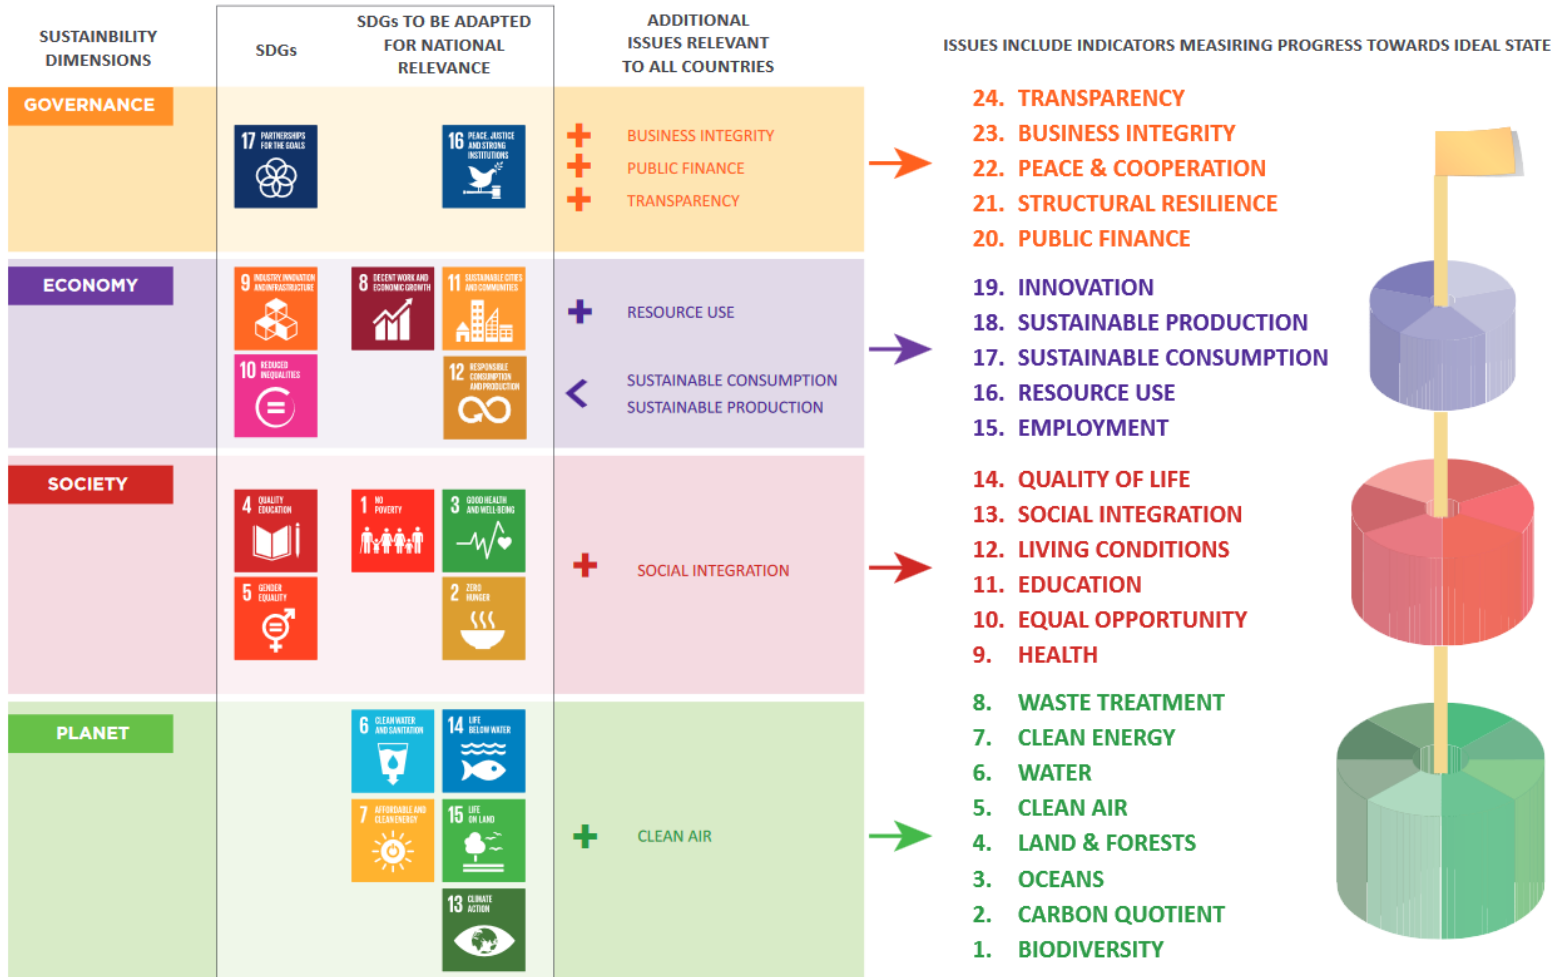 SUSTAINBILITY
DIMENSIONS
SDGs
SDGs TO BE ADAPTED
FOR NATIONAL
RELEVANCE
ADDITIONAL
ISSUES RELEVANT
TO ALL COUNTRIES
ISSUES INCLUDE INDICATORS MEASIRING PROGRESS TOWARDS IDEAL STATE
GOVERNANCE
17 PARTNERSHIPS
FOR THE GOALS
16 PEACE, JUSTICE
AND STRONG
INSTITUTIONS
+ BUSINESS INTEGRITY
+ PUBLIC FINANCE
+ TRANSPARENCY
24. TRANSPARENCY
23. BUSINESS INTEGRITY
22. PEACE & COOPERATION
21. STRUCTURAL RESILIENCE
20. PUBLIC FINANCE
ECONOMY
9 INDUSTRY, INNOVATION
AND INFRASTRUCTURE
8 DECENT WORK AND
ECONOMIC GROWTH
11 SUSTAINABLE CITIES
AND COMMUNITIES
10 REDUCED
INEQUALITIES
12 RESPONSIBLE
CONSUMPTION
AND PRODUCTION
+ RESOURCE USE
< SUSTAINABLE CONSUMPTION
SUSTAINABLE PRODUCTION
19. INNOVATION
18. SUSTAINABLE PRODUCTION
17. SUSTAINABLE CONSUMPTION
16. RESOURCE USE
15. EMPLOYMENT
SOCIETY
4 QUALITY
EDUCATION
1 NO
POVERTY
3 GOOD HEALTH
AND WELL-BEING
5 GENDER
EQUALITY
2 ZERO
HUNGER
+ SOCIAL INTEGRATION
14. QUALITY OF LIFE
13. SOCIAL INTEGRATION
12. LIVING CONDITIONS
11. EDUCATION
10. EQUAL OPPORTUNITY
9. HEALTH
PLANET
6 CLEAN WATER
AND SANITATION
14 LIFE
BELOW WATER
7 AFFORDABLE AND
CLEAN ENERGY
15 LIFE
ON LAND
13 CLIMATE
ACTION
+ CLEAN AIR
8. WASTE TREATMENT
7. CLEAN ENERGY
6. WATER
5. CLEAN AIR
4. LAND & FORESTS
3. OCEANS
2. CARBON QUOTIENT
1. BIODIVERSITY